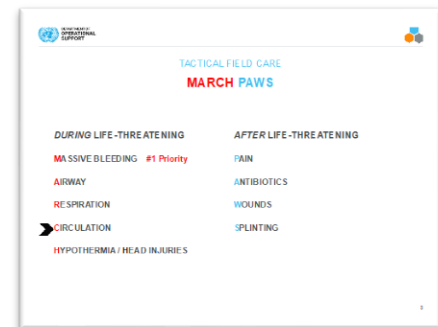 DEPARTMENT OF
OPERATIONAL
SUPPORT
TACTICAL FIELD CARE
MARCH PAWS
DURING LIFE-THREATENING
MASSIVE BLEEDING #1 Priority
AIRWAY
RESPIRATION
CIRCULATION
HYPOTHERMIA / HEAD INJURIES
AFTER LIFE-THREATENING
PAIN
ANTIBIOTICS
WOUNDS
SPLINTING